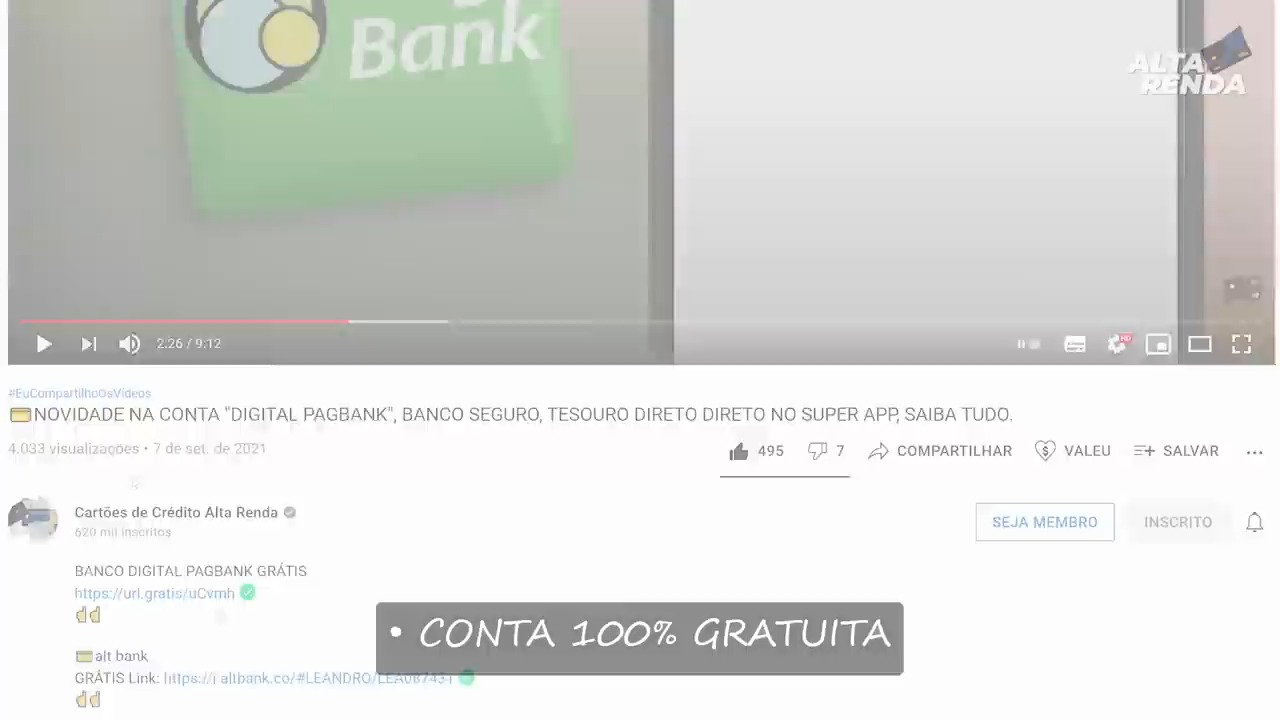 Bank
ALTA
RENDA
2:26 / 9:12
HD
#EuCompartilhoOsVideos
NOVIDADE NA CONTA "DIGITAL PAGBANK", BANCO SEGURO, TESOURO DIRETO DIRETO NO SUPER APP, SAIBA TUDO.
4.033 visualizações • 7 de set. de 2021
495 7 COMPARTILHAR VALEU SALVAR
Cartões de Crédito Alta Renda
620 mil inscritos
SEJA MEMBRO INSCRITO
BANCO DIGITAL PAGBANK GRÁTIS
https://url.gratis/uCvmh
• CONTA 100% GRATUITA
alt bank
GRÁTIS Link: